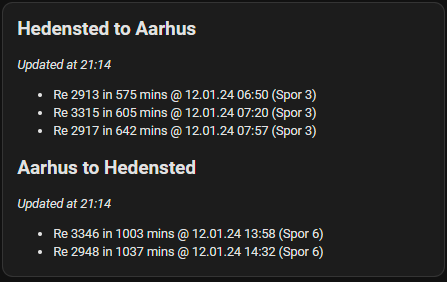 Hedensted to Aarhus
Updated at 21:14
Re 2913 in 575 mins @ 12.01.24 06:50 (Spor 3)
Re 3315 in 605 mins @ 12.01.24 07:20 (Spor 3)
Re 2917 in 642 mins @ 12.01.24 07:57 (Spor 3)
Aarhus to Hedensted
Updated at 21:14
Re 3346 in 1003 mins @ 12.01.24 13:58 (Spor 6)
Re 2948 in 1037 mins @ 12.01.24 14:32 (Spor 6)